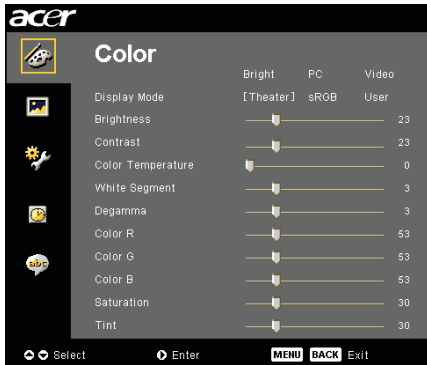 acer
Color
Bright PC Video
Display Mode [Theater] sRGB User
Brightness 23
Contrast 23
Color Temperature 0
White Segment 3
Degamma 3
Color R 53
Color G 53
Color B 53
Saturation 30
Tint 30
abc
Select Enter MENU BACK Exit